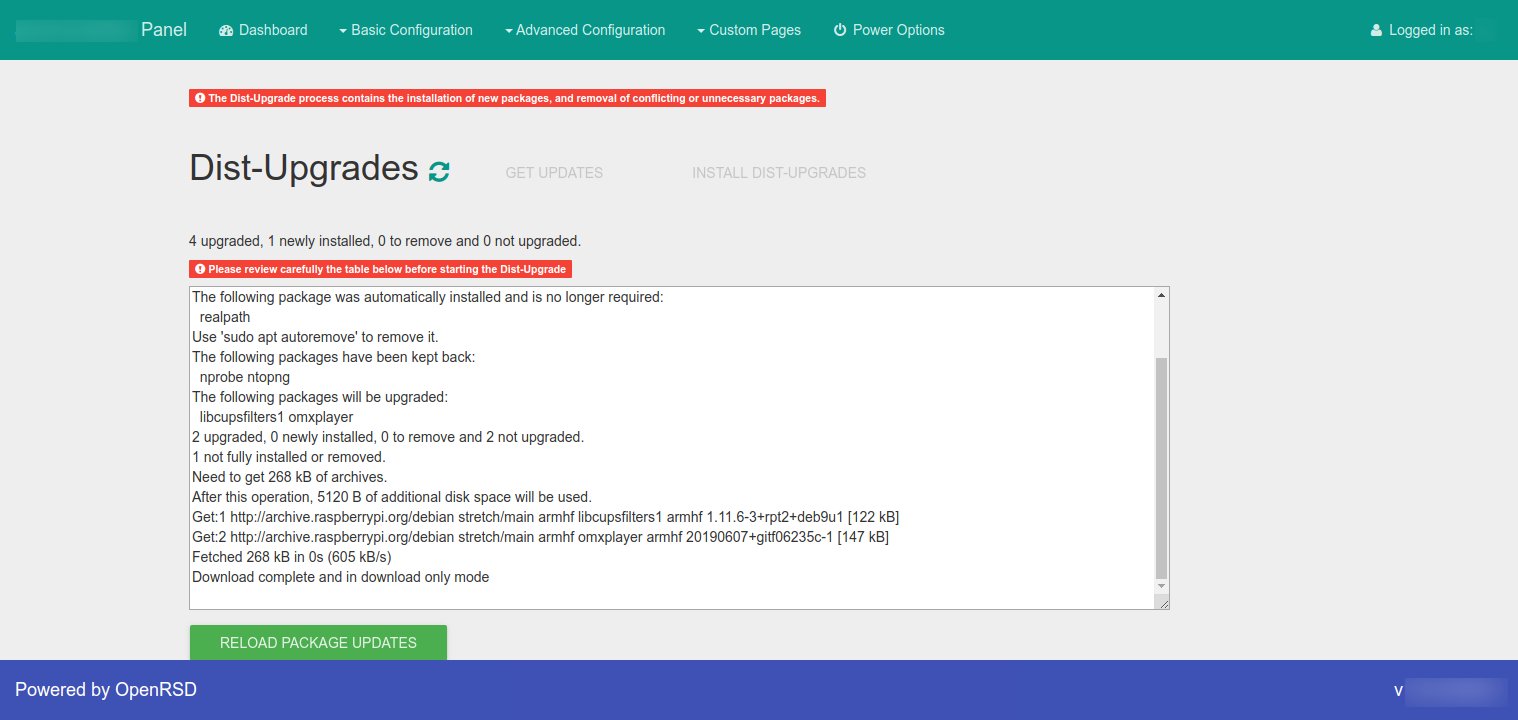 Panel Dashboard Basic Configuration Advanced Configuration Custom Pages Power Options Logged in as:
The Dist-Upgrade process contains the installation of new packages, and removal of conflicting or unnecessary packages.
Dist-Upgrades GET UPDATES INSTALL DIST-UPGRADES
4 upgraded, 1 newly installed, 0 to remove and 0 not upgraded.
Please review carefully the table below before starting the Dist-Upgrade
The following package was automatically installed and is no longer required:
realpath
Use 'sudo apt autoremove' to remove it.
The following packages have been kept back:
nprobe ntopng
The following packages will be upgraded:
libcupsfilters1 omxplayer
2 upgraded, 0 newly installed, 0 to remove and 2 not upgraded.
1 not fully installed or removed.
Need to get 268 kB of archives.
After this operation, 5120 B of additional disk space will be used.
Get:1 http://archive.raspberrypi.org/debian stretch/main armhf libcupsfilters1 armhf 1.11.6-3+rpt2+deb9u1 [122 kB]
Get:2 http://archive.raspberrypi.org/debian stretch/main armhf omxplayer armhf 20190607+gitf06235c-1 [147 kB]
Fetched 268 kB in 0s (605 kB/s)
Download complete and in download only mode
RELOAD PACKAGE UPDATES
Powered by OpenRSD v